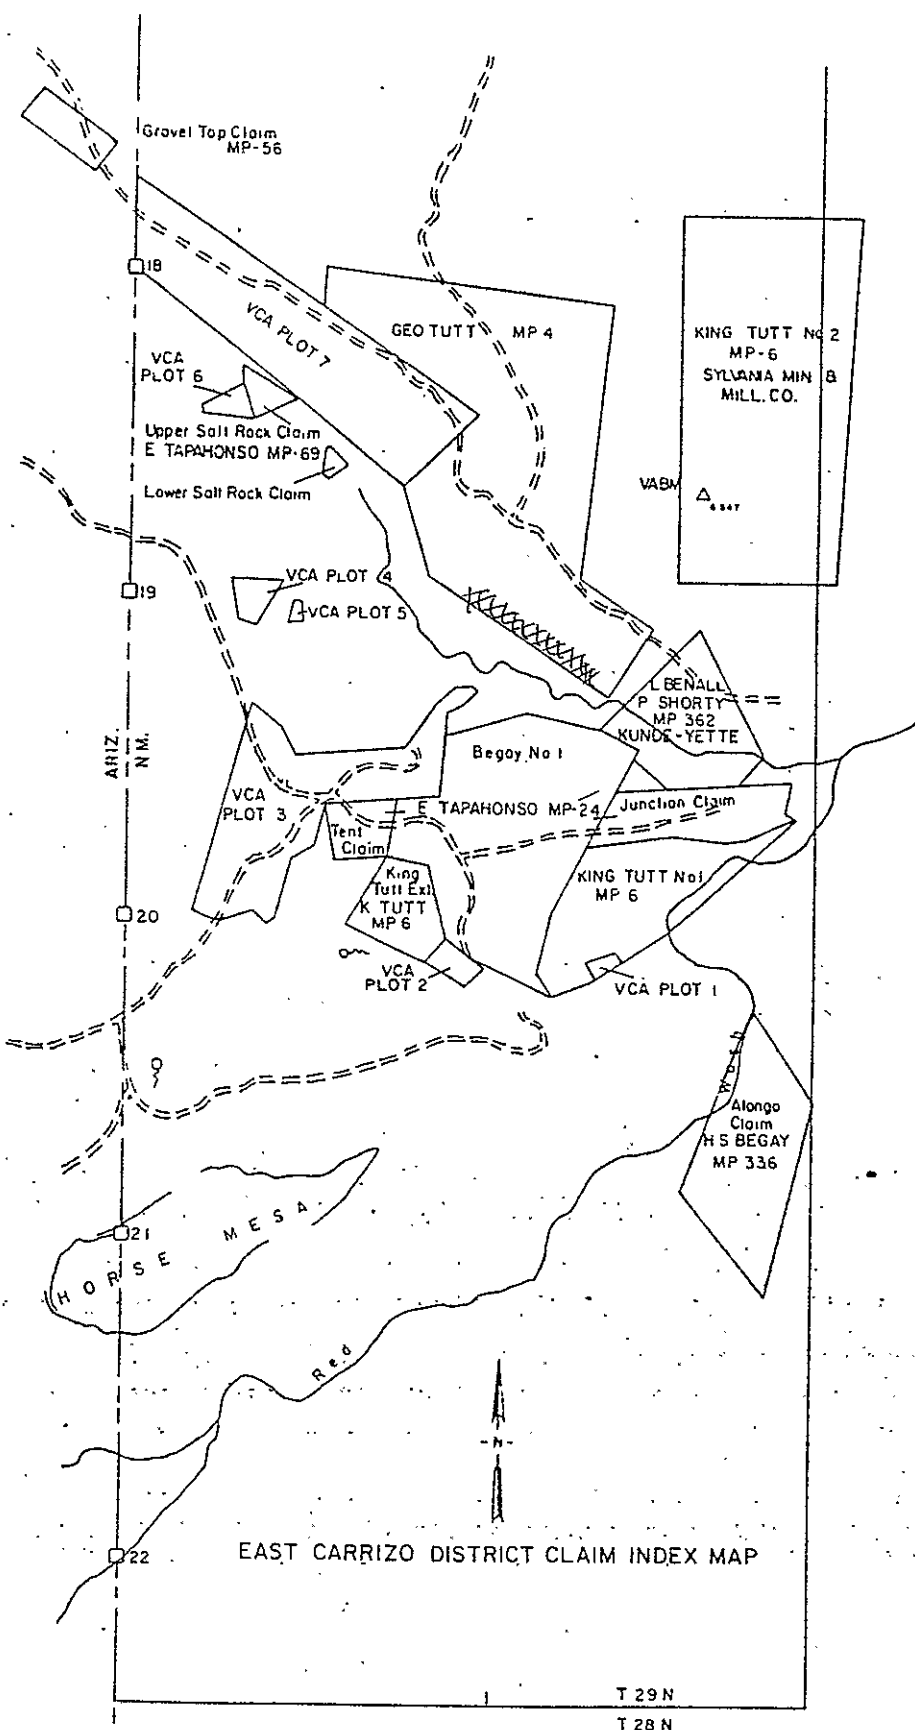 Gravel Top Claim
MP-56
18
VCA PLOT 7
GEO TUTT MP 4
KING TUTT No 2
MP-6
SYLVANIA MIN &
MILL. CO.
VCA
PLOT 6
Upper Salt Rock Claim
E TAPAHONSO MP-69
Lower Salt Rock Claim
VABM
6347
19
VCA PLOT 4
VCA PLOT 5
L BENALL
P SHORTY
MP 362
KUNDE-YETTE
ARIZ.
N.M.
Begay No 1
VCA
PLOT 3
E TAPAHONSO MP-24
Junction Claim
Tent
Claim
King
Tutt Ext.
K TUTT
MP 6
KING TUTT No 1
MP 6
20
VCA
PLOT 2
VCA PLOT 1
Wash
Alongo
Claim
H S BEGAY
MP 336
21
HORSE MESA
Red
N
22
EAST CARRIZO DISTRICT CLAIM INDEX MAP
T 29 N
T 28 N